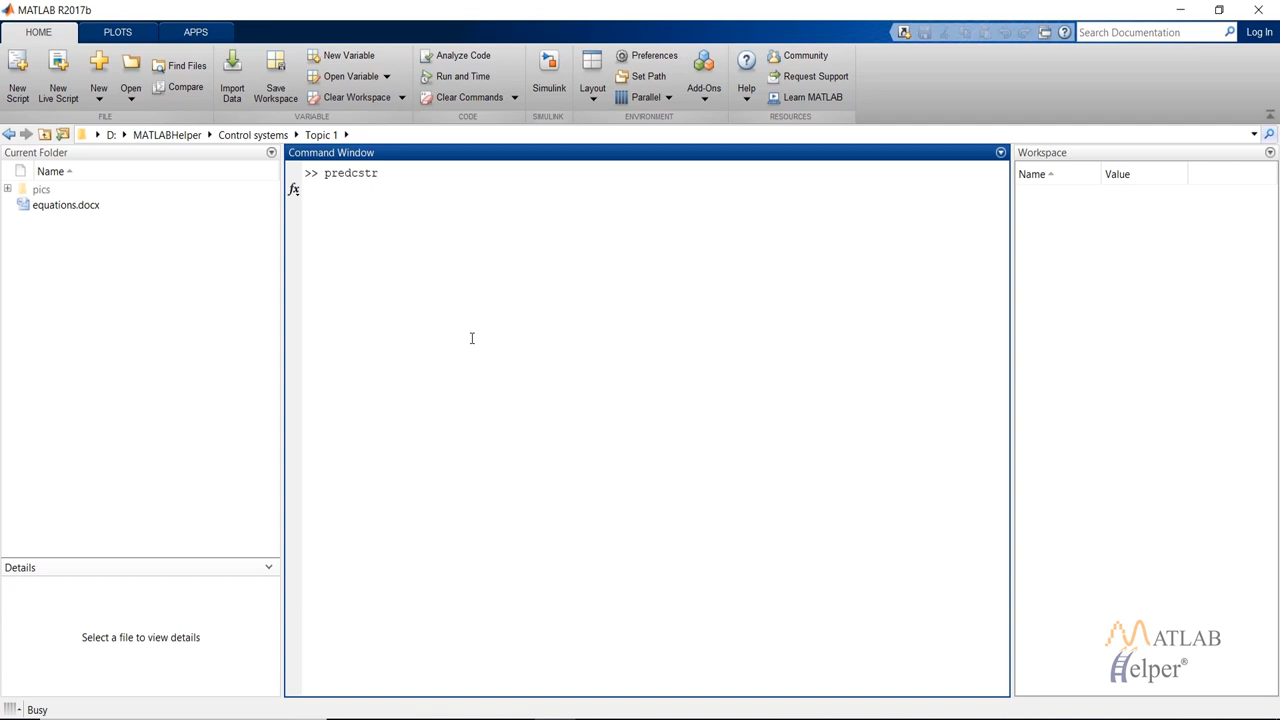 MATLAB R2017b
HOME PLOTS APPS
Search Documentation
Log In
New Script
New Live Script
New
Open
Find Files
Compare
FILE
Import Data
Save Workspace
New Variable
Open Variable
Clear Workspace
VARIABLE
Analyze Code
Run and Time
Clear Commands
CODE
Simulink
SIMULINK
Layout
Preferences
Set Path
Parallel
Add-Ons
ENVIRONMENT
Help
Community
Request Support
Learn MATLAB
RESOURCES
D: MATLABHelper Control systems Topic 1
Current Folder
Name
pics
equations.docx
Details
Select a file to view details
Command Window
>> predcstr
fx
Workspace
Name Value
MATLAB
Helper®
Busy